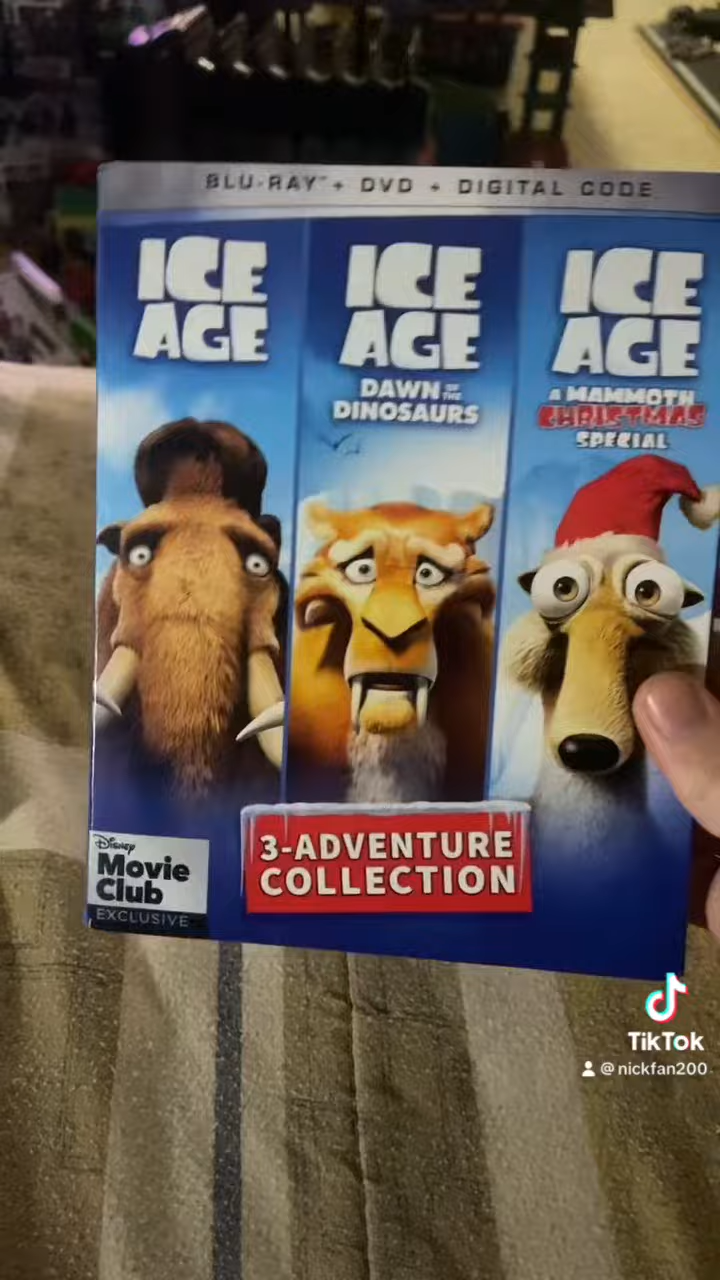 BLU-RAY™ + DVD + DIGITAL CODE
ICE
AGE
ICE
AGE
DAWN OF THE
DINOSAURS
ICE
AGE
A MAMMOTH
CHRISTMAS
SPECIAL
3-ADVENTURE
COLLECTION
Disney
Movie
Club
EXCLUSIVE
TikTok
@nickfan200